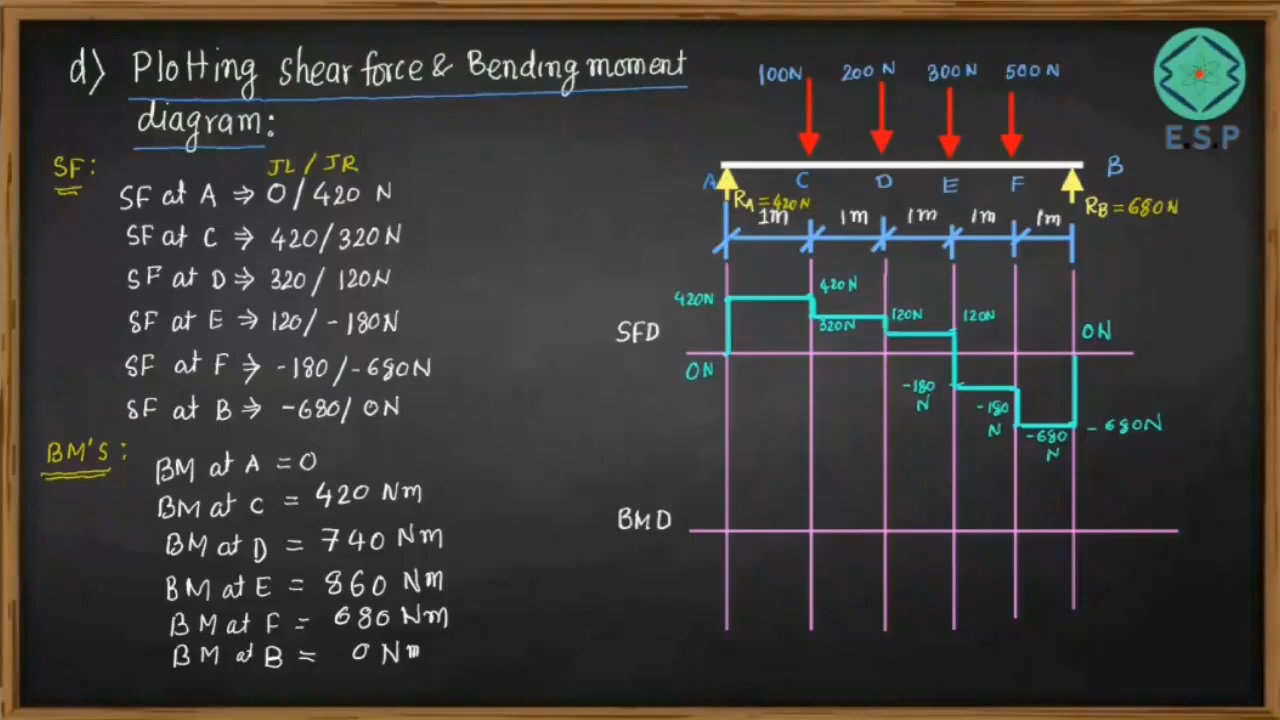 d) Plotting shear force & Bending moment
diagram:
SF: JL / JR
SF at A ⇒ 0/420 N
SF at C ⇒ 420/320N
SF at D ⇒ 320 / 120N
SF at E ⇒ 120/ -180N
SF at F ⇒ -180/-680N
SF at B ⇒ -680/ 0N
BM's:
BM at A = 0
BM at C = 420 Nm
BM at D = 740 Nm
BM at E = 860 Nm
BM at F = 680 Nm
BM at B = 0 Nm
100N 200 N 300N 500 N
E.S.P
A C D E F B
RA = 420N RB = 680N
1m 1m 1m 1m 1m
SFD
420N 420N
320N 120N 120N
0N 0N
-180 N
-180 N
-680 N
-680N
BMD